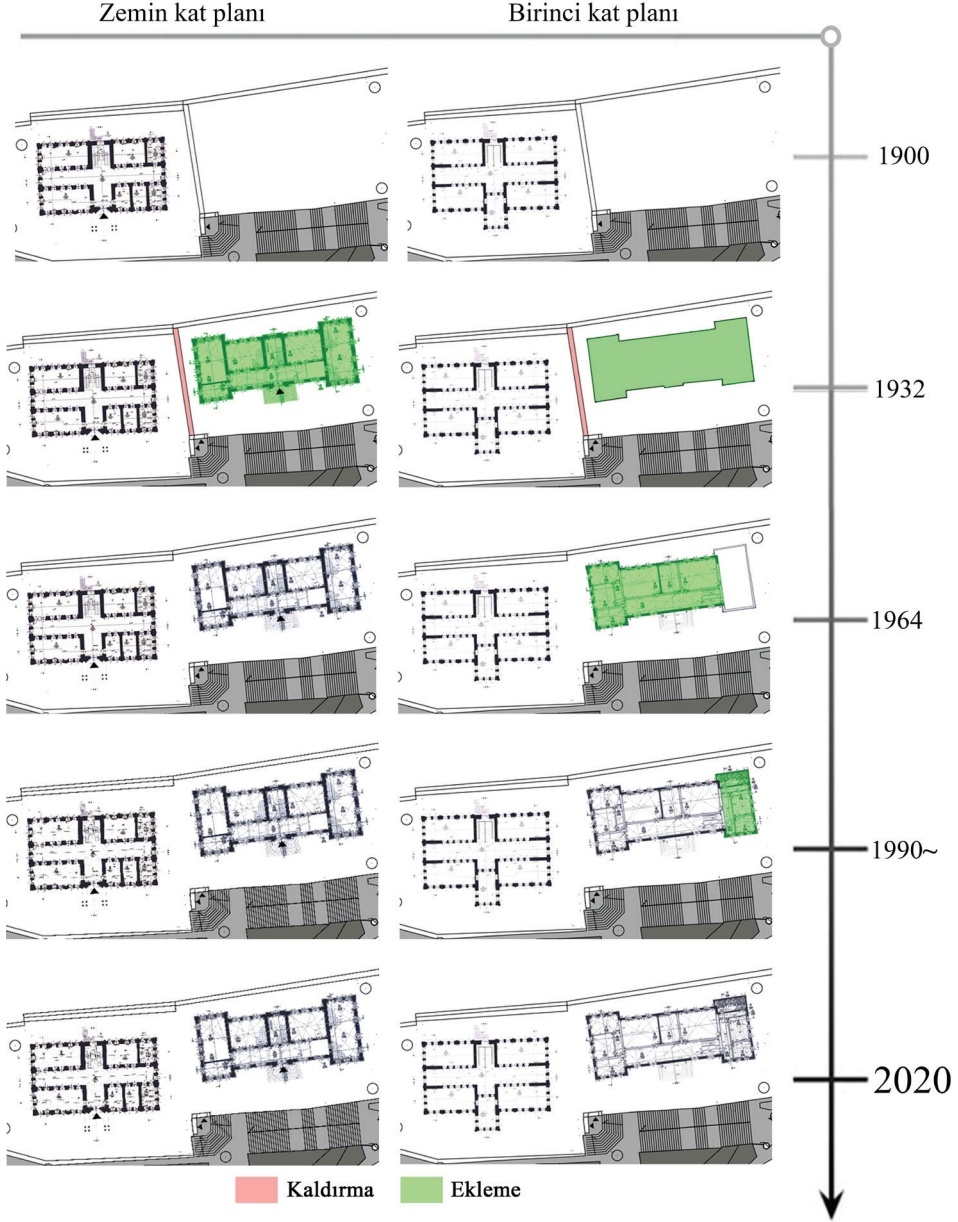 Zemin kat planı
Birinci kat planı
1900
1932
1964
1990~
2020
Kaldırma
Ekleme